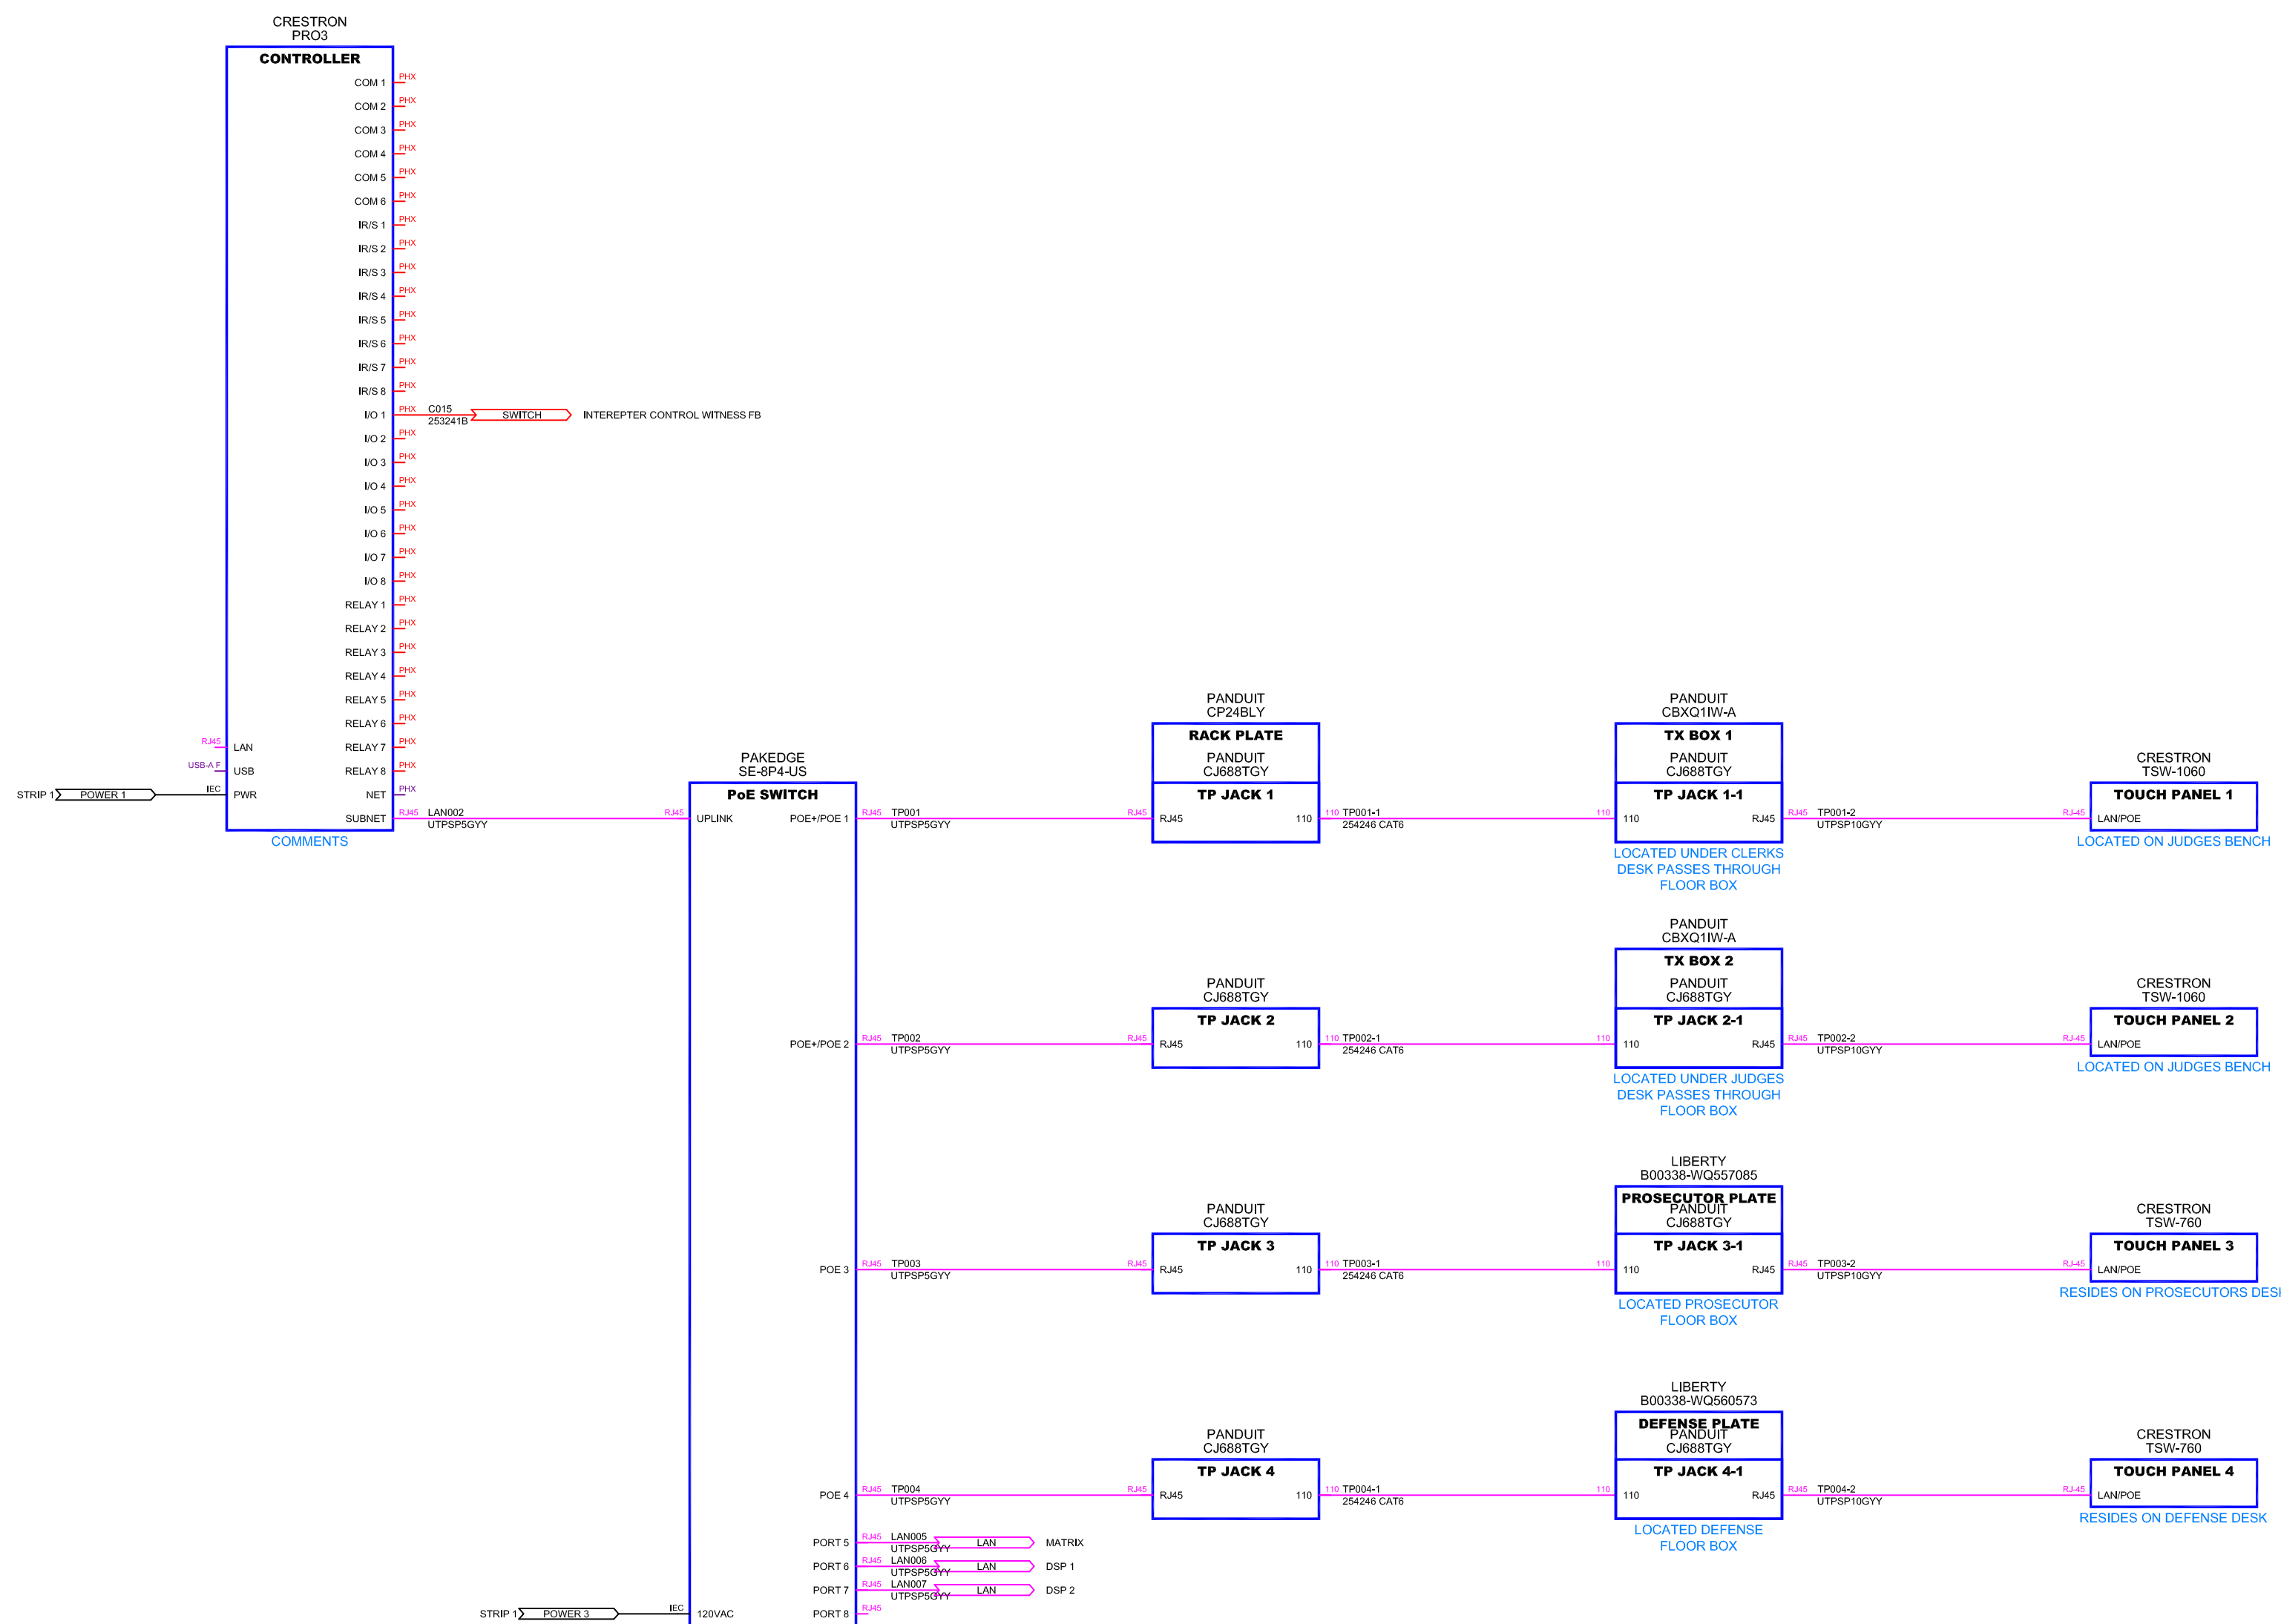 CRESTRON
PRO3
CONTROLLER
COM 1 PHX
COM 2 PHX
COM 3 PHX
COM 4 PHX
COM 5 PHX
COM 6 PHX
IR/S 1 PHX
IR/S 2 PHX
IR/S 3 PHX
IR/S 4 PHX
IR/S 5 PHX
IR/S 6 PHX
IR/S 7 PHX
IR/S 8 PHX
I/O 1 PHX C015 SWITCH INTEREPTER CONTROL WITNESS FB
253241B
I/O 2 PHX
I/O 3 PHX
I/O 4 PHX
I/O 5 PHX
I/O 6 PHX
I/O 7 PHX
I/O 8 PHX
RELAY 1 PHX
RELAY 2 PHX
RELAY 3 PHX
RELAY 4 PHX
RELAY 5 PHX
RELAY 6 PHX
RJ45 LAN RELAY 7 PHX
USB-A F USB RELAY 8 PHX
STRIP 1 POWER 1 IEC PWR NET PHX
SUBNET RJ45 LAN002
UTPSP5GYY
COMMENTS
PAKEDGE
SE-8P4-US
PoE SWITCH
RJ45 UPLINK POE+/POE 1 RJ45 TP001
UTPSP5GYY
PANDUIT
CP24BLY
RACK PLATE
PANDUIT
CJ688TGY
TP JACK 1
RJ45 RJ45 110 110 TP001-1
254246 CAT6
PANDUIT
CBXQ1IW-A
TX BOX 1
PANDUIT
CJ688TGY
TP JACK 1-1
110 110 RJ45 RJ45 TP001-2
UTPSP10GYY
LOCATED UNDER CLERKS
DESK PASSES THROUGH
FLOOR BOX
CRESTRON
TSW-1060
TOUCH PANEL 1
RJ-45 LAN/POE
LOCATED ON JUDGES BENCH
POE+/POE 2 RJ45 TP002
UTPSP5GYY
PANDUIT
CJ688TGY
TP JACK 2
RJ45 RJ45 110 110 TP002-1
254246 CAT6
PANDUIT
CBXQ1IW-A
TX BOX 2
PANDUIT
CJ688TGY
TP JACK 2-1
110 110 RJ45 RJ45 TP002-2
UTPSP10GYY
LOCATED UNDER JUDGES
DESK PASSES THROUGH
FLOOR BOX
CRESTRON
TSW-1060
TOUCH PANEL 2
RJ-45 LAN/POE
LOCATED ON JUDGES BENCH
POE 3 RJ45 TP003
UTPSP5GYY
PANDUIT
CJ688TGY
TP JACK 3
RJ45 RJ45 110 110 TP003-1
254246 CAT6
LIBERTY
B00338-WQ557085
PROSECUTOR PLATE
PANDUIT
CJ688TGY
TP JACK 3-1
110 110 RJ45 RJ45 TP003-2
UTPSP10GYY
LOCATED PROSECUTOR
FLOOR BOX
CRESTRON
TSW-760
TOUCH PANEL 3
RJ-45 LAN/POE
RESIDES ON PROSECUTORS
POE 4 RJ45 TP004
UTPSP5GYY
PANDUIT
CJ688TGY
TP JACK 4
RJ45 RJ45 110 110 TP004-1
254246 CAT6
LIBERTY
B00338-WQ560573
DEFENSE PLATE
PANDUIT
CJ688TGY
TP JACK 4-1
110 110 RJ45 RJ45 TP004-2
UTPSP10GYY
LOCATED DEFENSE
FLOOR BOX
CRESTRON
TSW-760
TOUCH PANEL 4
RJ-45 LAN/POE
RESIDES ON DEFENSE DESK
PORT 5 RJ45 LAN005 LAN MATRIX
UTPSP5GYY
PORT 6 RJ45 LAN006 LAN DSP 1
UTPSP5GYY
PORT 7 RJ45 LAN007 LAN DSP 2
UTPSP5GYY
STRIP 1 POWER 3 IEC 120VAC PORT 8 RJ45